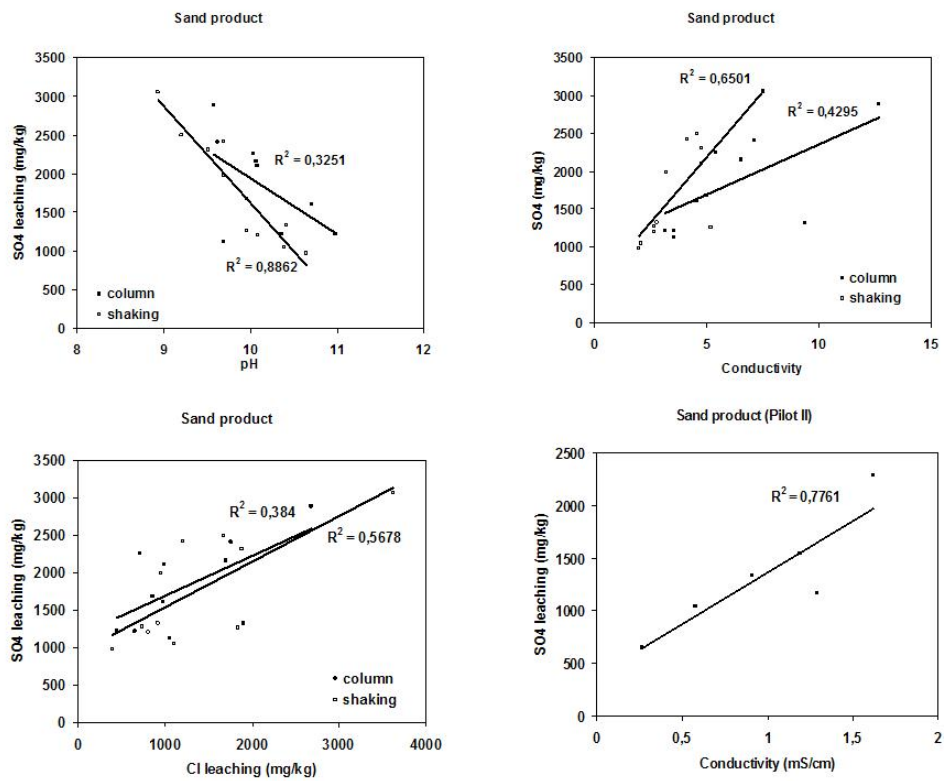 Sand product
SO4 leaching (mg/kg)
3500
3000
2500
2000
1500
1000
500
0
R² = 0,3251
R² = 0,8862
column
shaking
8 9 10 11 12
pH
Sand product
SO4 (mg/kg)
3500
3000
2500
2000
1500
1000
500
0
R² = 0,6501
R² = 0,4295
column
shaking
0 5 10 15
Conductivity
Sand product
SO4 leaching (mg/kg)
3500
3000
2500
2000
1500
1000
500
0
R² = 0,384
R² = 0,5678
column
shaking
0 1000 2000 3000 4000
Cl leaching (mg/kg)
Sand product (Pilot II)
SO4 leaching (mg/kg)
2500
2000
1500
1000
500
0
R² = 0,7761
0 0,5 1 1,5 2
Conductivity (mS/cm)